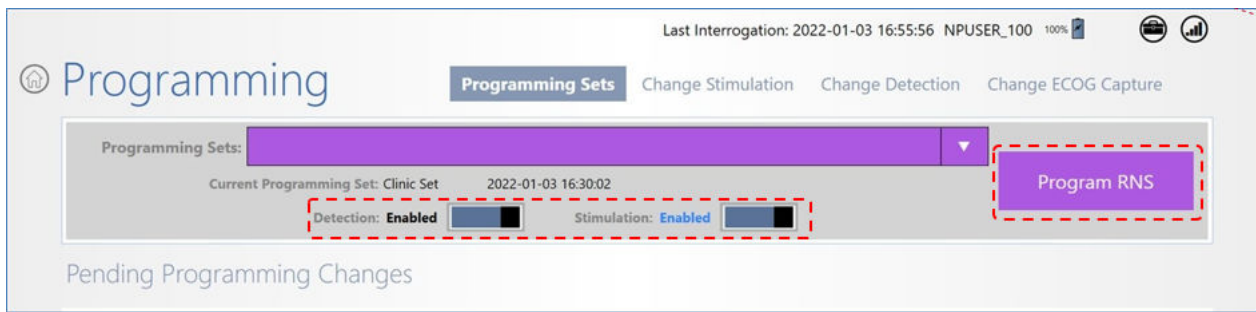 Last Interrogation: 2022-01-03 16:55:56 NPUSER_100 100%
Programming
Programming Sets Change Stimulation Change Detection Change ECOG Capture
Programming Sets:
Program RNS
Current Programming Set: Clinic Set 2022-01-03 16:30:02
Detection: Enabled Stimulation: Enabled
Pending Programming Changes